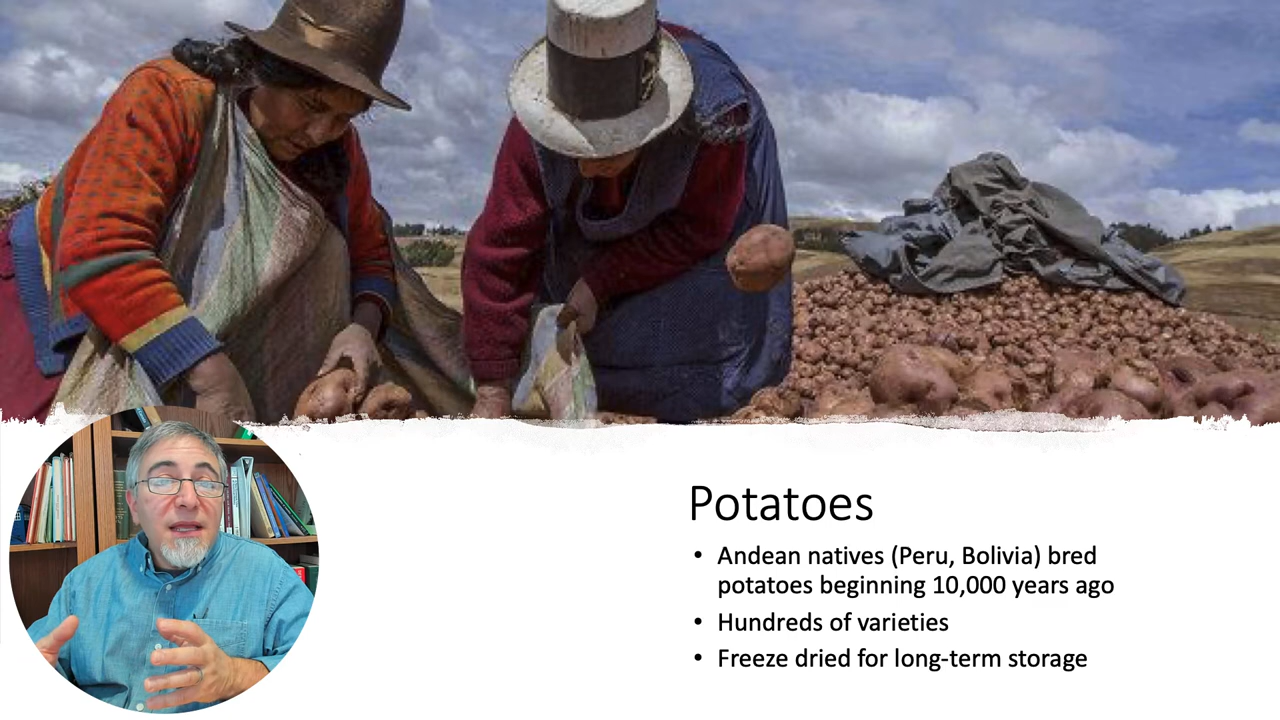 Potatoes
• Andean natives (Peru, Bolivia) bred
potatoes beginning 10,000 years ago
• Hundreds of varieties
• Freeze dried for long-term storage